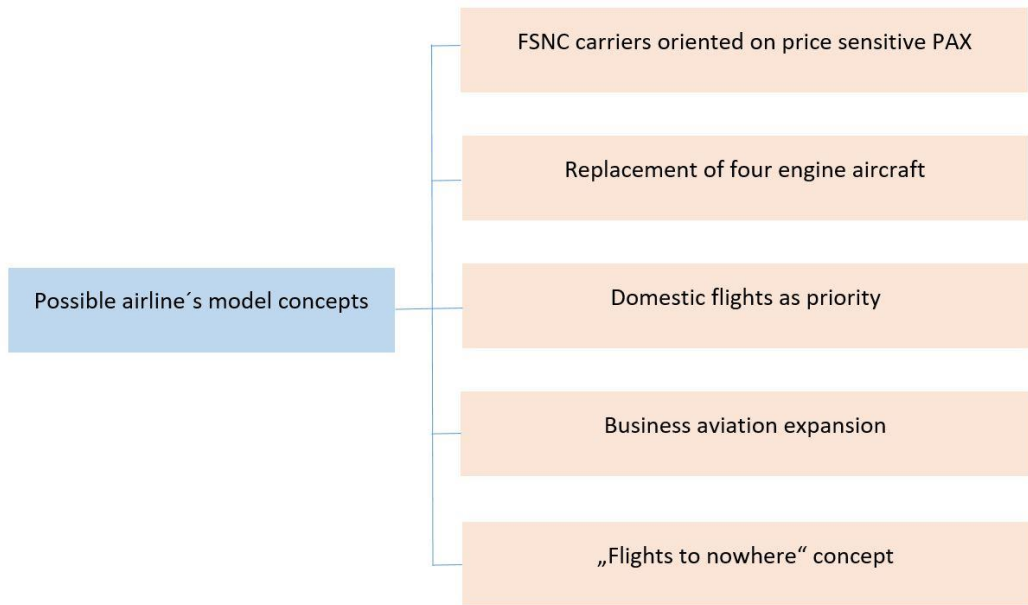 FSNC carriers oriented on price sensitive PAX
Replacement of four engine aircraft
Possible airline´s model concepts
Domestic flights as priority
Business aviation expansion
„Flights to nowhere“ concept